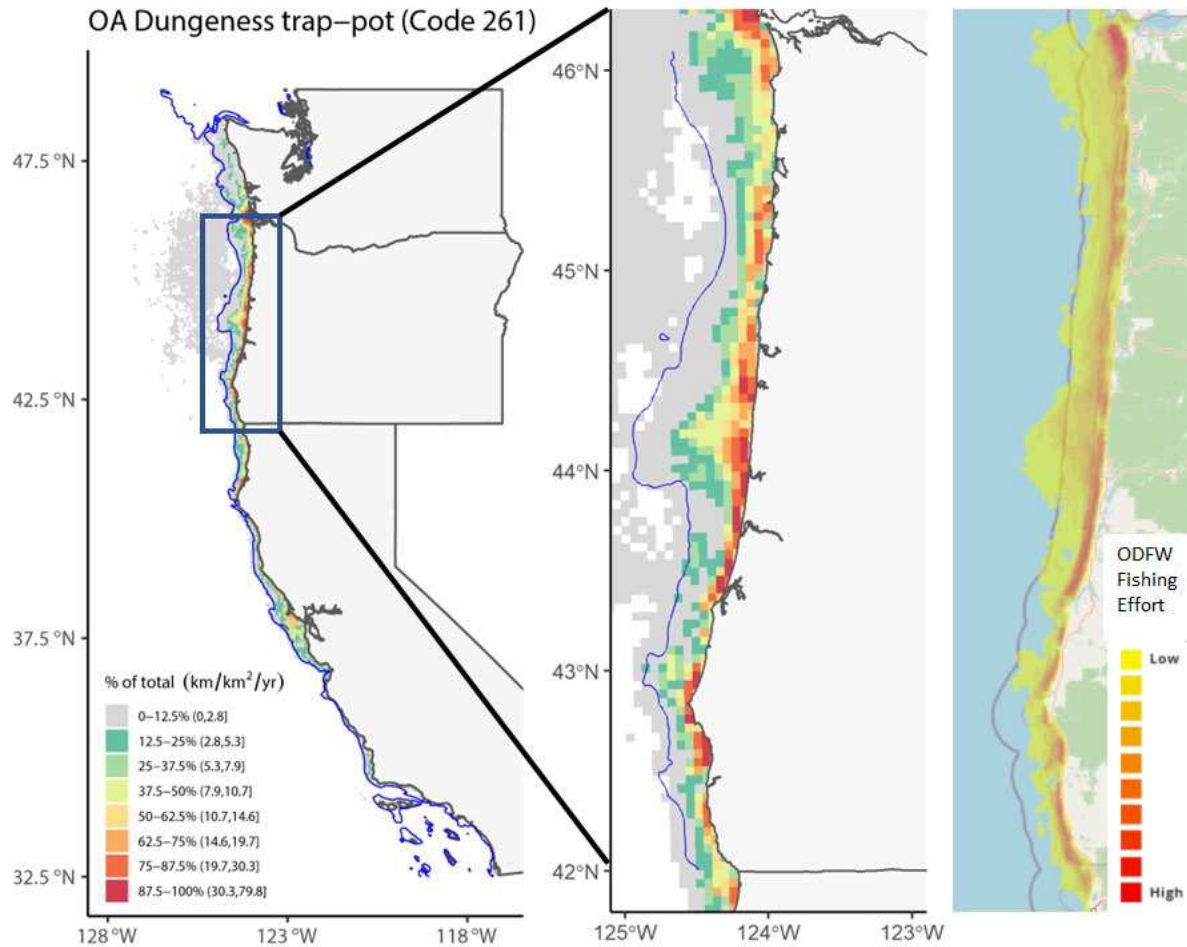 OA Dungeness trap−pot (Code 261)
47.5 °N
42.5 °N
37.5 °N
32.5 °N
128°W
123°W
118°W
% of total (km/km²/yr)
0−12.5% (0,2.8]
12.5−25% (2.8,5.3]
25−37.5% (5.3,7.9]
37.5−50% (7.9,10.7]
50−62.5% (10.7,14.6]
62.5−75% (14.6,19.7]
75−87.5% (19.7,30.3]
87.5−100% (30.3,79.8]
46°N
45°N
44°N
43°N
42°N
125°W
124°W
123°W
ODFW
Fishing
Effort
Low
High